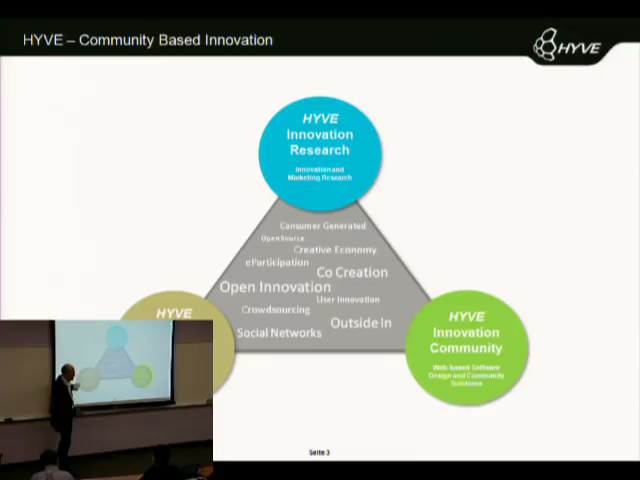 HYVE – Community Based Innovation
HYVE
HYVE
Innovation
Research
Innovation and
Marketing Research
Consumer Generated
Open Source
Creative Economy
eParticipation
Co Creation
Open Innovation
User Innovation
Crowdsourcing
Outside In
Social Networks
HYVE
HYVE
Innovation
Community
Web-based Software
Design and Community
Solutions
Seite 3